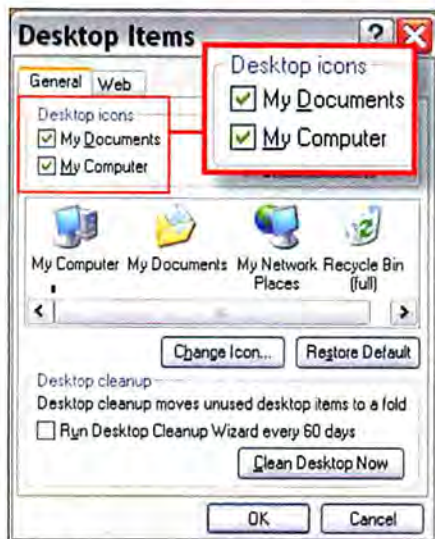 Desktop Items
General Web
Desktop icons
My Documents
My Computer
Desktop icons
My Documents
My Computer
My Computer My Documents My Network Places Recycle Bin (full)
Change Icon... Restore Default
Desktop cleanup
Desktop cleanup moves unused desktop items to a fold
Run Desktop Cleanup Wizard every 60 days
Clean Desktop Now
OK Cancel